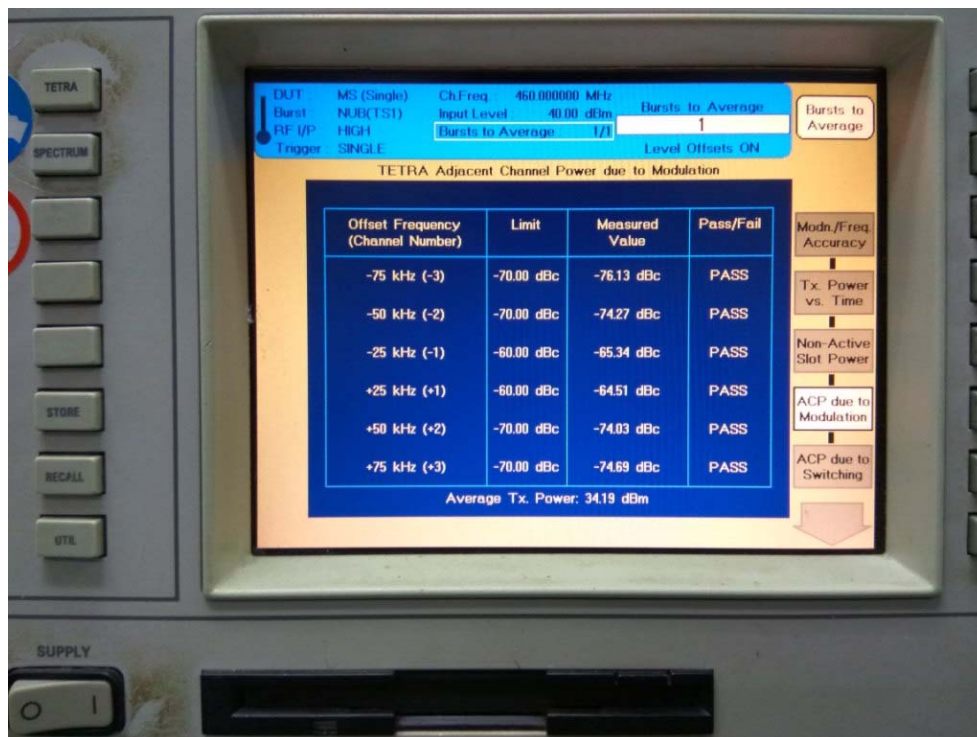 TETRA
SPECTRUM
STORE
RECALL
UTIL
SUPPLY
O I
DUT : MS (Single) Ch.Freq. : 460.000000 MHz
Burst : NUB(TS1) Input Level : 40.00 dBm Bursts to Average
RF I/P : HIGH Bursts to Average : 1/1 1
Trigger : SINGLE Level Offsets ON
TETRA Adjacent Channel Power due to Modulation
Offset Frequency Limit Measured Pass/Fail
(Channel Number) Value
-75 kHz (-3) -70.00 dBc -76.13 dBc PASS
-50 kHz (-2) -70.00 dBc -74.27 dBc PASS
-25 kHz (-1) -60.00 dBc -65.34 dBc PASS
+25 kHz (+1) -60.00 dBc -64.51 dBc PASS
+50 kHz (+2) -70.00 dBc -74.03 dBc PASS
+75 kHz (+3) -70.00 dBc -74.69 dBc PASS
Average Tx. Power: 34.19 dBm
Bursts to
Average
Modn./Freq.
Accuracy
Tx. Power
vs. Time
Non-Active
Slot Power
ACP due to
Modulation
ACP due to
Switching